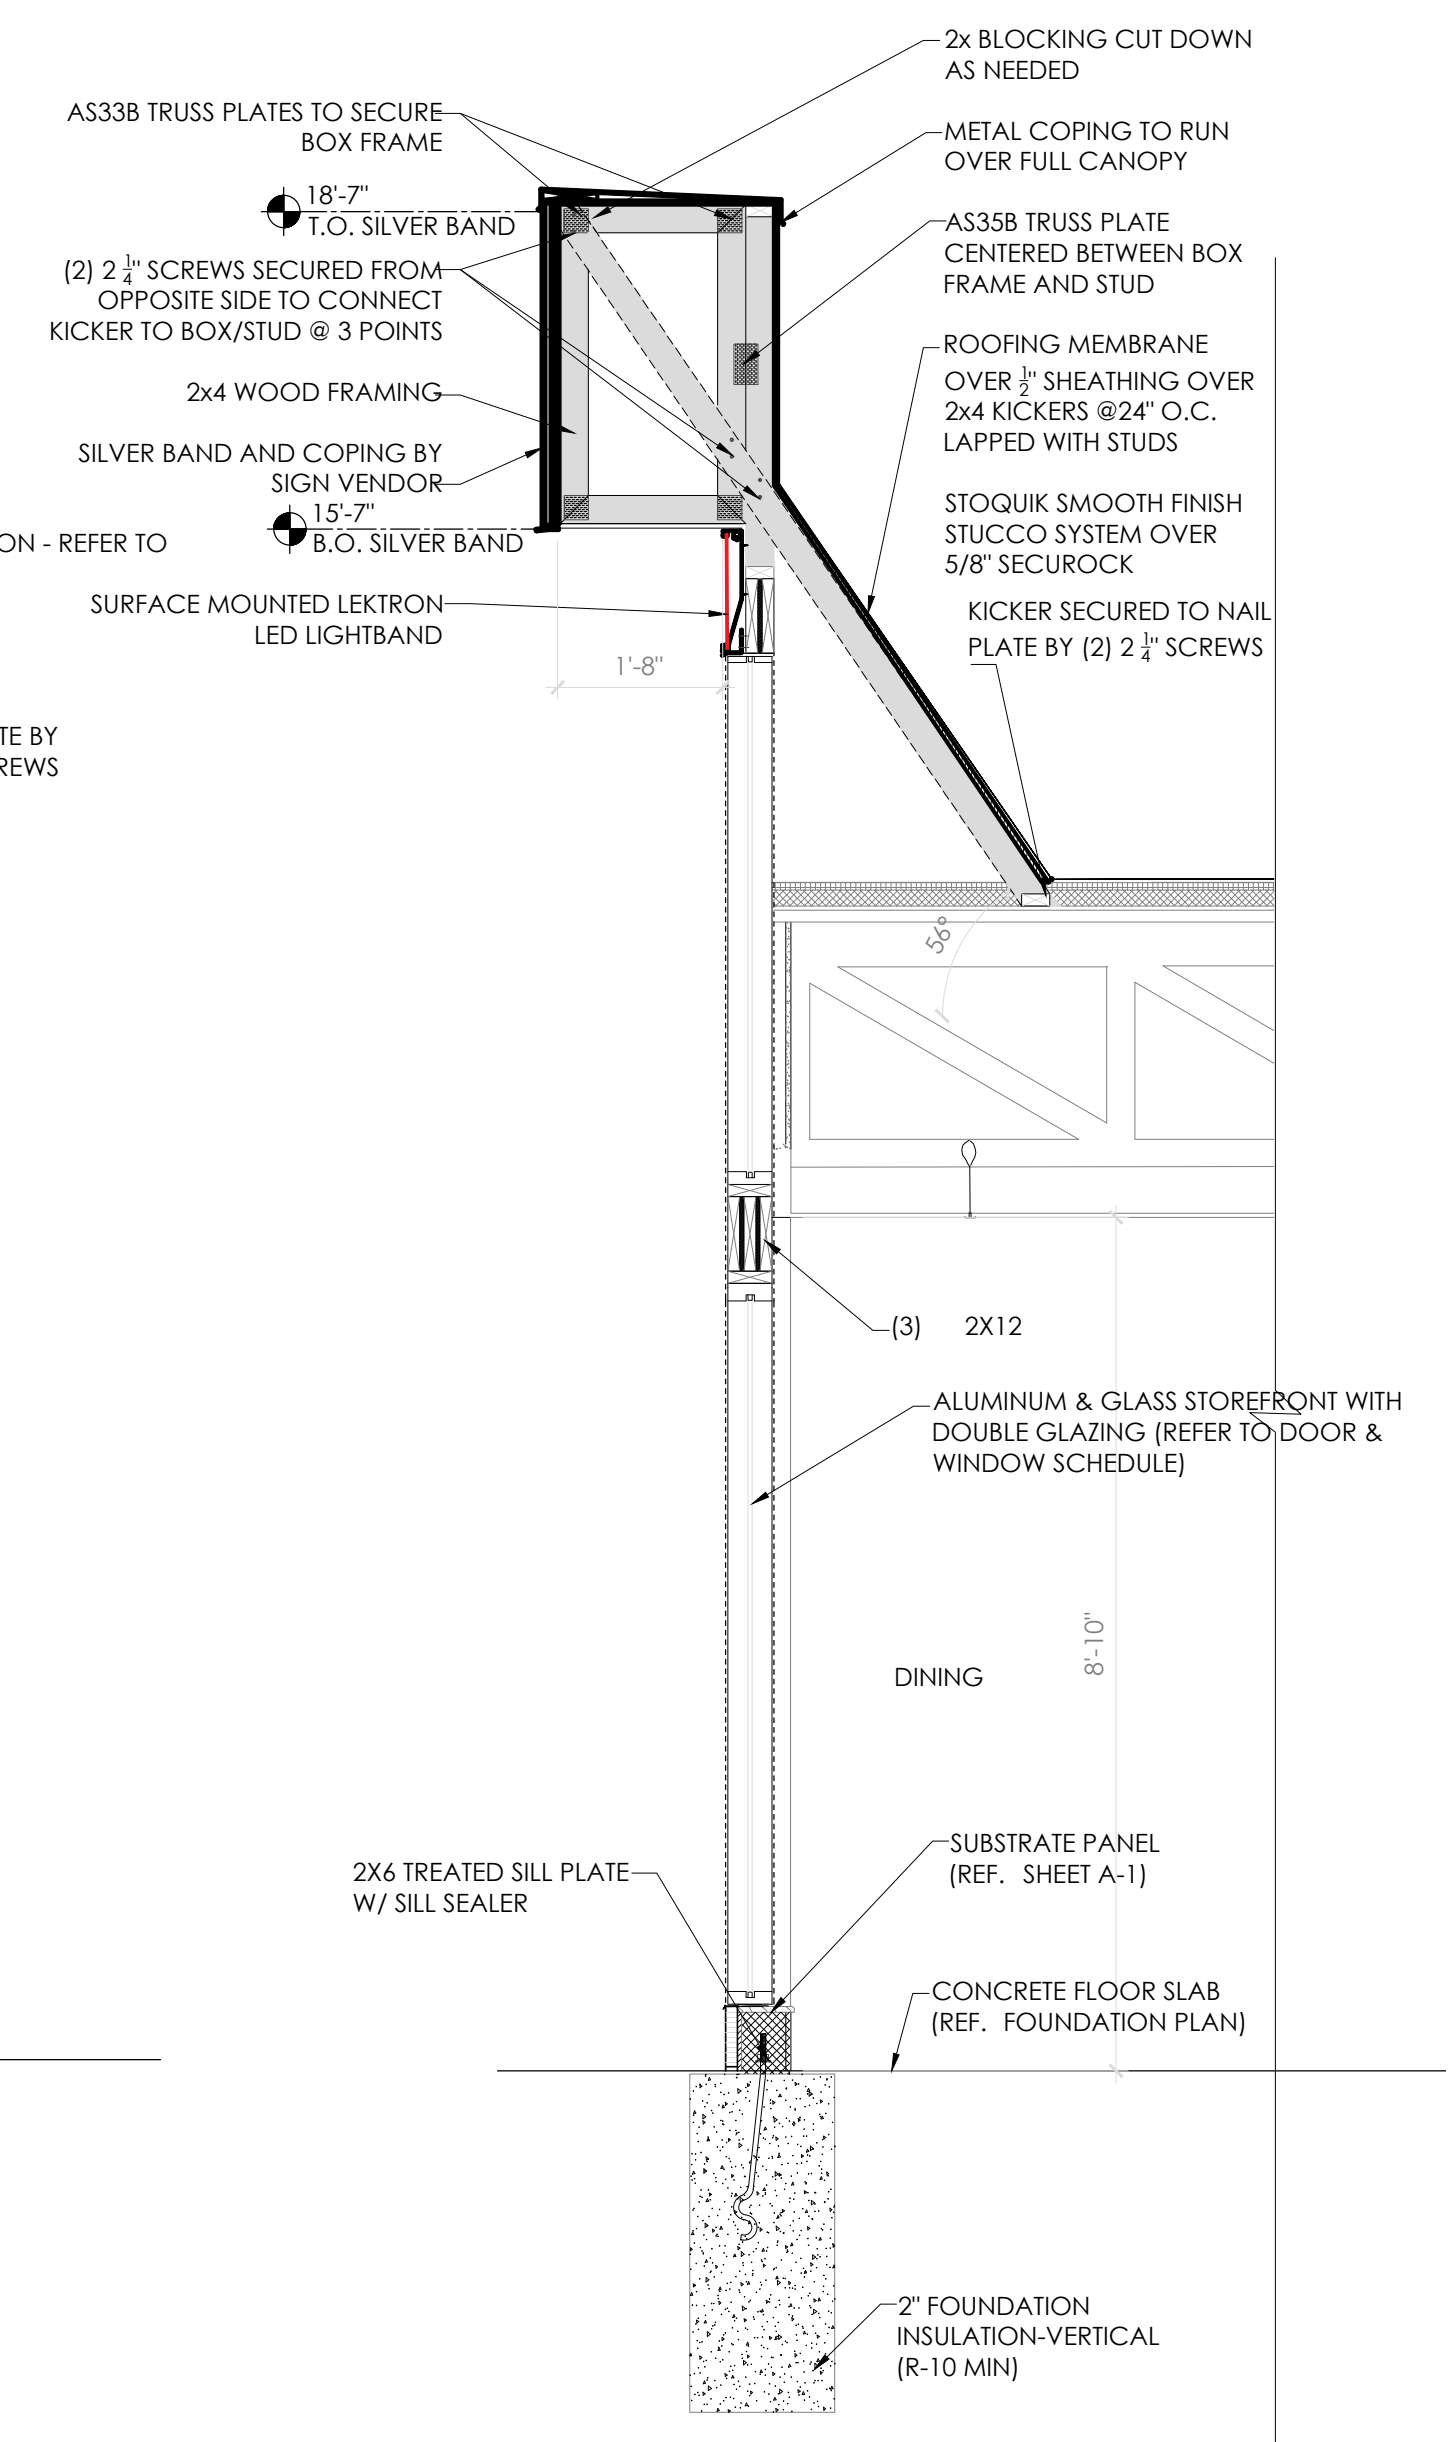 2x BLOCKING CUT DOWN
AS NEEDED
AS33B TRUSS PLATES TO SECURE
BOX FRAME
METAL COPING TO RUN
OVER FULL CANOPY
18'-7"
T.O. SILVER BAND
AS35B TRUSS PLATE
CENTERED BETWEEN BOX
FRAME AND STUD
(2) 2 1/4" SCREWS SECURED FROM
OPPOSITE SIDE TO CONNECT
KICKER TO BOX/STUD @ 3 POINTS
ROOFING MEMBRANE
OVER 1/2" SHEATHING OVER
2x4 KICKERS @24" O.C.
LAPPED WITH STUDS
2x4 WOOD FRAMING
SILVER BAND AND COPING BY
SIGN VENDOR
15'-7"
B.O. SILVER BAND
ON - REFER TO
STOQUIK SMOOTH FINISH
STUCCO SYSTEM OVER
5/8" SECUROCK
SURFACE MOUNTED LEKTRON
LED LIGHTBAND
KICKER SECURED TO NAIL
PLATE BY (2) 2 1/4" SCREWS
1'-8"
TE BY
REWS
56°
(3) 2X12
ALUMINUM & GLASS STOREFRONT WITH
DOUBLE GLAZING (REFER TO DOOR &
WINDOW SCHEDULE)
8'-10"
DINING
SUBSTRATE PANEL
(REF. SHEET A-1)
2X6 TREATED SILL PLATE
W/ SILL SEALER
CONCRETE FLOOR SLAB
(REF. FOUNDATION PLAN)
2" FOUNDATION
INSULATION-VERTICAL
(R-10 MIN)